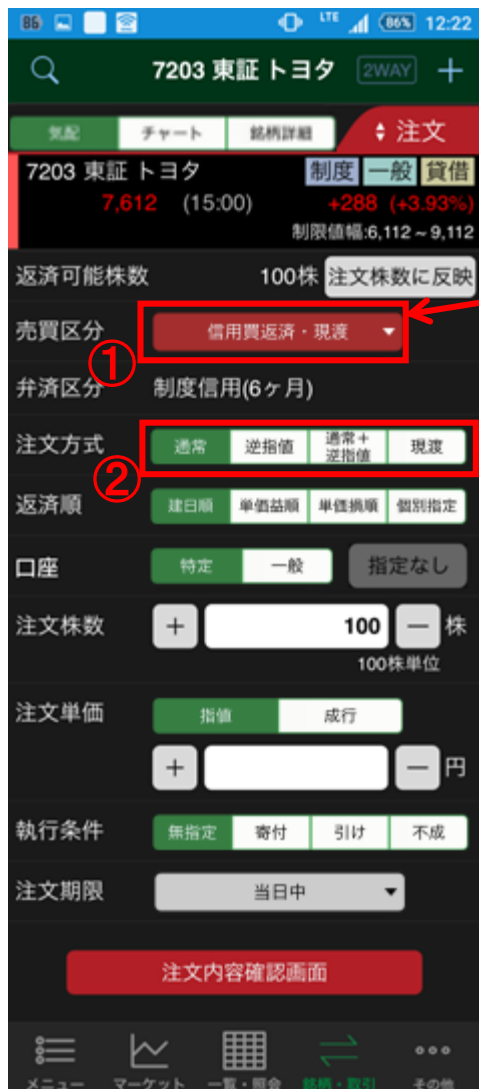 86 LTE 86% 12:22
7203 東証 トヨタ 2WAY ＋
気配 チャート 銘柄詳細 注文
7203 東証 トヨタ 制度 一般 貸借
7,612 (15:00) +288 (+3.93%)
制限値幅:6,112 ~ 9,112
返済可能株数 100株 注文株数に反映
売買区分 信用買返済・現渡
①
弁済区分 制度信用(6ヶ月)
注文方式 通常 逆指値 通常＋逆指値 現渡
②
返済順 建日順 単価益順 単価損順 個別指定
口座 特定 一般 指定なし
注文株数 ＋ 100 － 株
100株単位
注文単価 指値 成行
＋ － 円
執行条件 無指定 寄付 引け 不成
注文期限 当日中
注文内容確認画面
メニュー マーケット 一覧・照会 銘柄・取引 その他